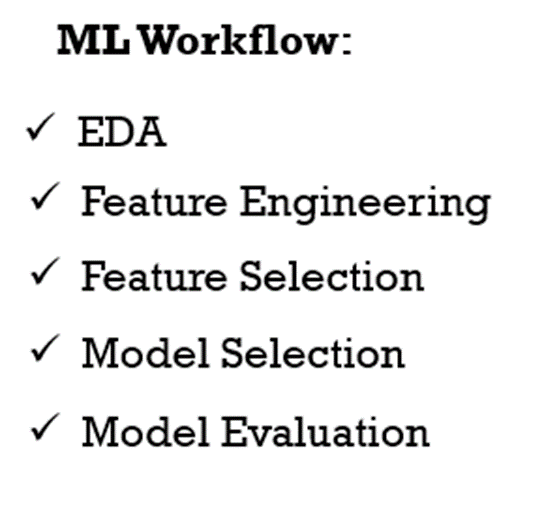 ML Workflow:
✓ EDA
✓ Feature Engineering
✓ Feature Selection
✓ Model Selection
✓ Model Evaluation